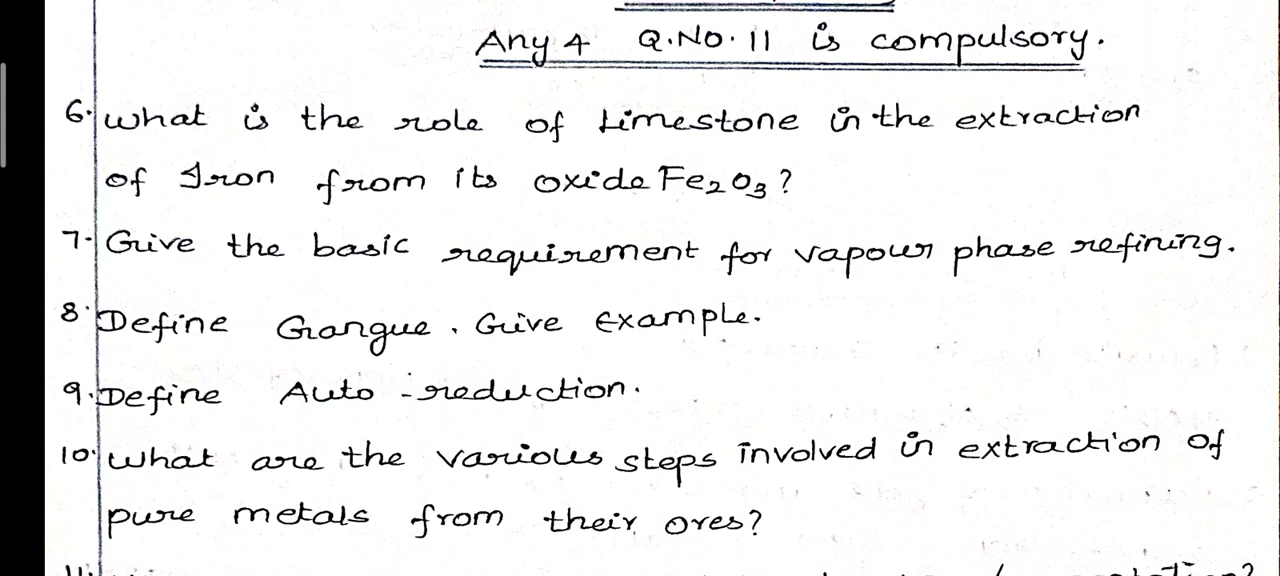 Any 4 Q.No.11 is compulsory.
6. What is the role of Limestone in the extraction
of Iron from its oxide Fe₂O₃?
7. Give the basic requirement for vapour phase refining.
8. Define Gangue. Give Example.
9. Define Auto-reduction.
10. What are the various steps involved in extraction of
pure metals from their ores?
11.